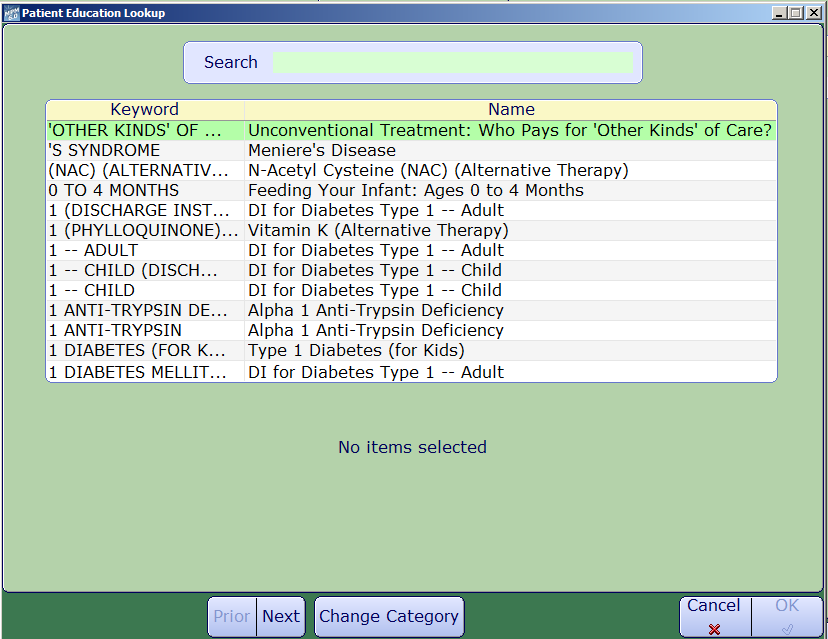 Patient Education Lookup
Search
Keyword Name
'OTHER KINDS' OF ... Unconventional Treatment: Who Pays for 'Other Kinds' of Care?
'S SYNDROME Meniere's Disease
(NAC) (ALTERNATIV... N-Acetyl Cysteine (NAC) (Alternative Therapy)
0 TO 4 MONTHS Feeding Your Infant: Ages 0 to 4 Months
1 (DISCHARGE INST... DI for Diabetes Type 1 -- Adult
1 (PHYLLOQUINONE)... Vitamin K (Alternative Therapy)
1 -- ADULT DI for Diabetes Type 1 -- Adult
1 -- CHILD (DISCH... DI for Diabetes Type 1 -- Child
1 -- CHILD DI for Diabetes Type 1 -- Child
1 ANTI-TRYPSIN DE... Alpha 1 Anti-Trypsin Deficiency
1 ANTI-TRYPSIN Alpha 1 Anti-Trypsin Deficiency
1 DIABETES (FOR K... Type 1 Diabetes (for Kids)
1 DIABETES MELLIT... DI for Diabetes Type 1 -- Adult
No items selected
Prior Next Change Category Cancel OK